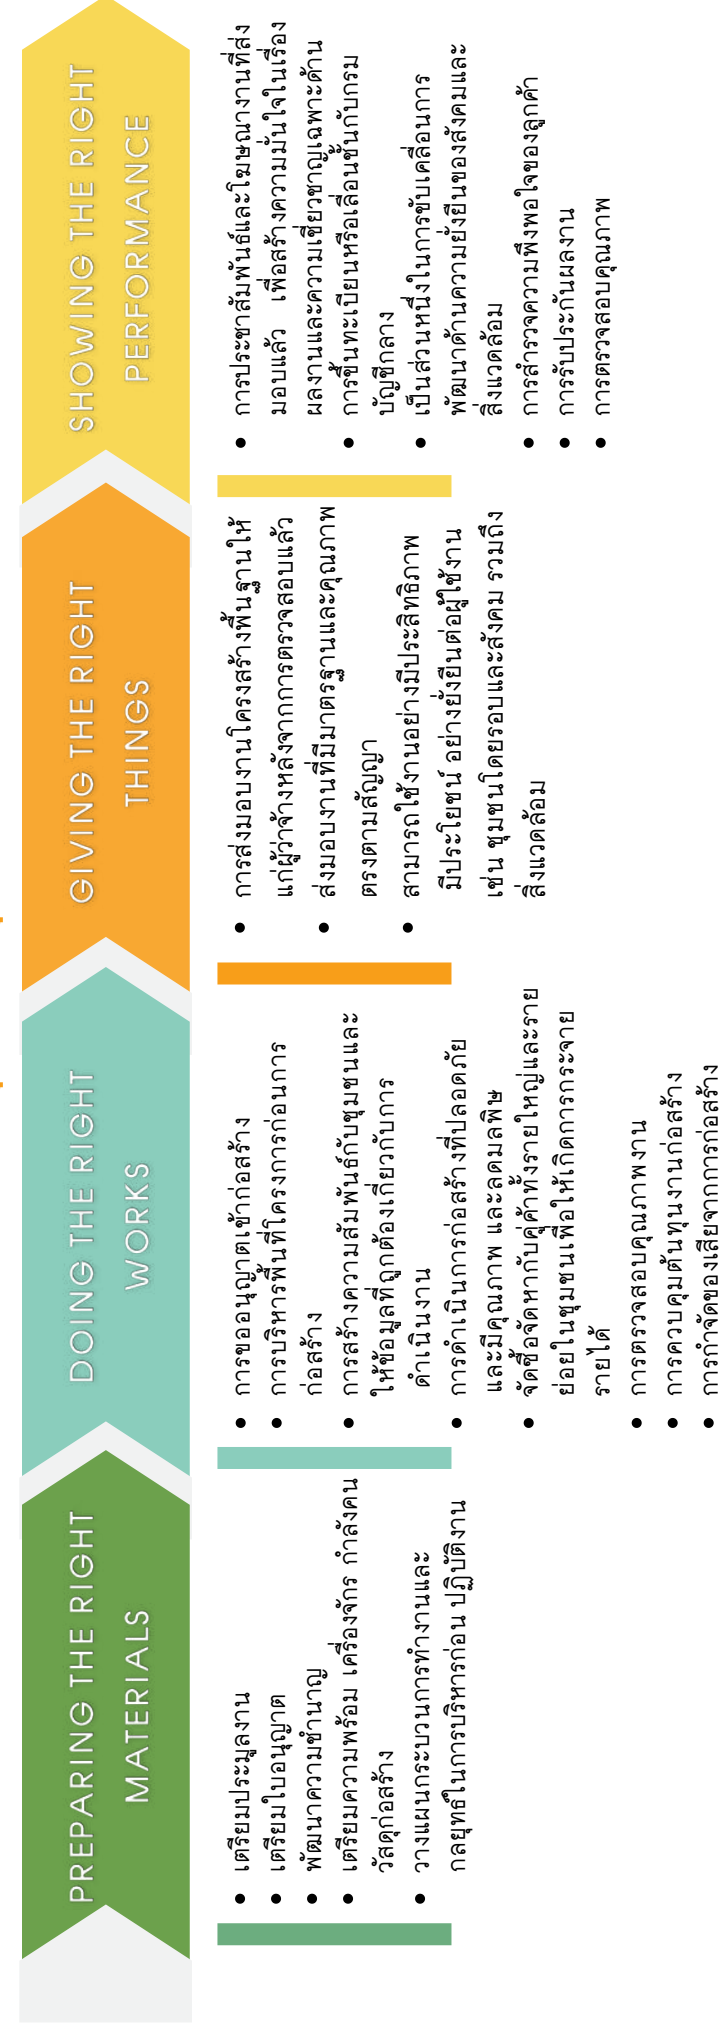 PREPARING THE RIGHT
MATERIALS
• เตรียมประมูลงาน
• เตรียมใบอนุญาต
• พัฒนาความชำนาญ
• เตรียมความพร้อม เครื่องจักร กำลังคน
วัสดุก่อสร้าง
• วางแผนกระบวนการทำงานและ
กลยุทธ์ในการบริหารก่อน ปฏิบัติงาน
DOING THE RIGHT
WORKS
• การขออนุญาตเข้าก่อสร้าง
• การบริหารพื้นที่โครงการก่อนการ
ก่อสร้าง
• การสร้างความสัมพันธ์กับชุมชนและ
ให้ข้อมูลที่ถูกต้องเกี่ยวกับการ
ดำเนินงาน
• การดำเนินการก่อสร้างที่ปลอดภัย
และมีคุณภาพ และลดมลพิษ
• จัดซื้อจัดหากับคู่ค้าทั้งรายใหญ่และราย
ย่อยในชุมชนเพื่อให้เกิดการกระจาย
รายได้
• การตรวจสอบคุณภาพงาน
• การควบคุมต้นทุนงานก่อสร้าง
• การกำจัดของเสียจากการก่อสร้าง
GIVING THE RIGHT
THINGS
• การส่งมอบงานโครงสร้างพื้นฐานให้
แก่ผู้ว่าจ้างหลังจากการตรวจสอบแล้ว
• ส่งมอบงานที่มีมาตรฐานและคุณภาพ
ตรงตามสัญญา
• สามารถใช้งานอย่างมีประสิทธิภาพ
มีประโยชน์ อย่างยั่งยืนต่อผู้ใช้งาน
เช่น ชุมชนโดยรอบและสังคม รวมถึง
สิ่งแวดล้อม
SHOWING THE RIGHT
PERFORMANCE
• การประชาสัมพันธ์และโฆษณางานที่ส่ง
มอบแล้ว เพื่อสร้างความมั่นใจในเรื่อง
ผลงานและความเชี่ยวชาญเฉพาะด้าน
• การขึ้นทะเบียนหรือเลื่อนชั้นกับกรม
บัญชีกลาง
• เป็นส่วนหนึ่งในการขับเคลื่อนการ
พัฒนาด้านความยั่งยืนของสังคมและ
สิ่งแวดล้อม
• การสำรวจความพึงพอใจของลูกค้า
• การรับประกันผลงาน
• การตรวจสอบคุณภาพ